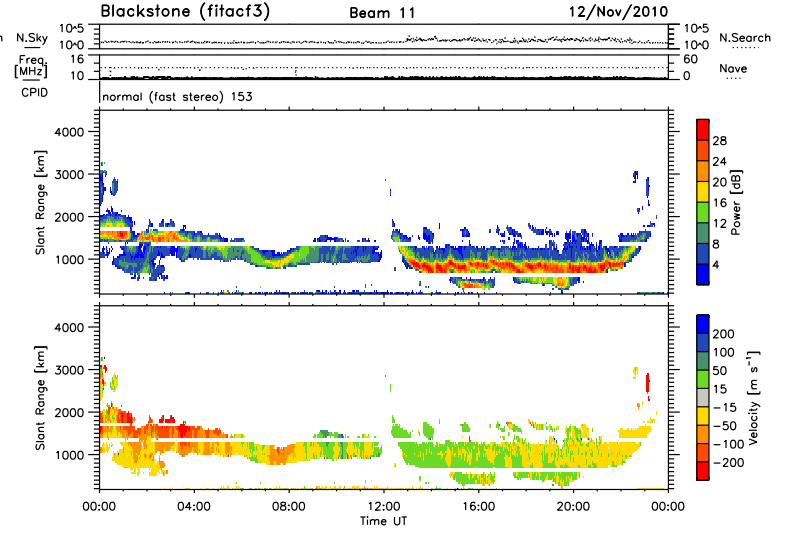 Blackstone (fitacf3)
Beam 11
12/Nov/2010
n N.Sky
10^5
10^0
10^5
10^0
N.Search
Freq.
[MHz]
16
10
60
0
Nave
CPID
normal (fast stereo) 153
Slant Range [km]
4000
3000
2000
1000
28
24
20
16
12
8
4
Power [dB]
Slant Range [km]
4000
3000
2000
1000
200
100
50
15
-15
-50
-100
-200
Velocity [m s⁻¹]
00:00
04:00
08:00
12:00
16:00
20:00
00:00
Time UT